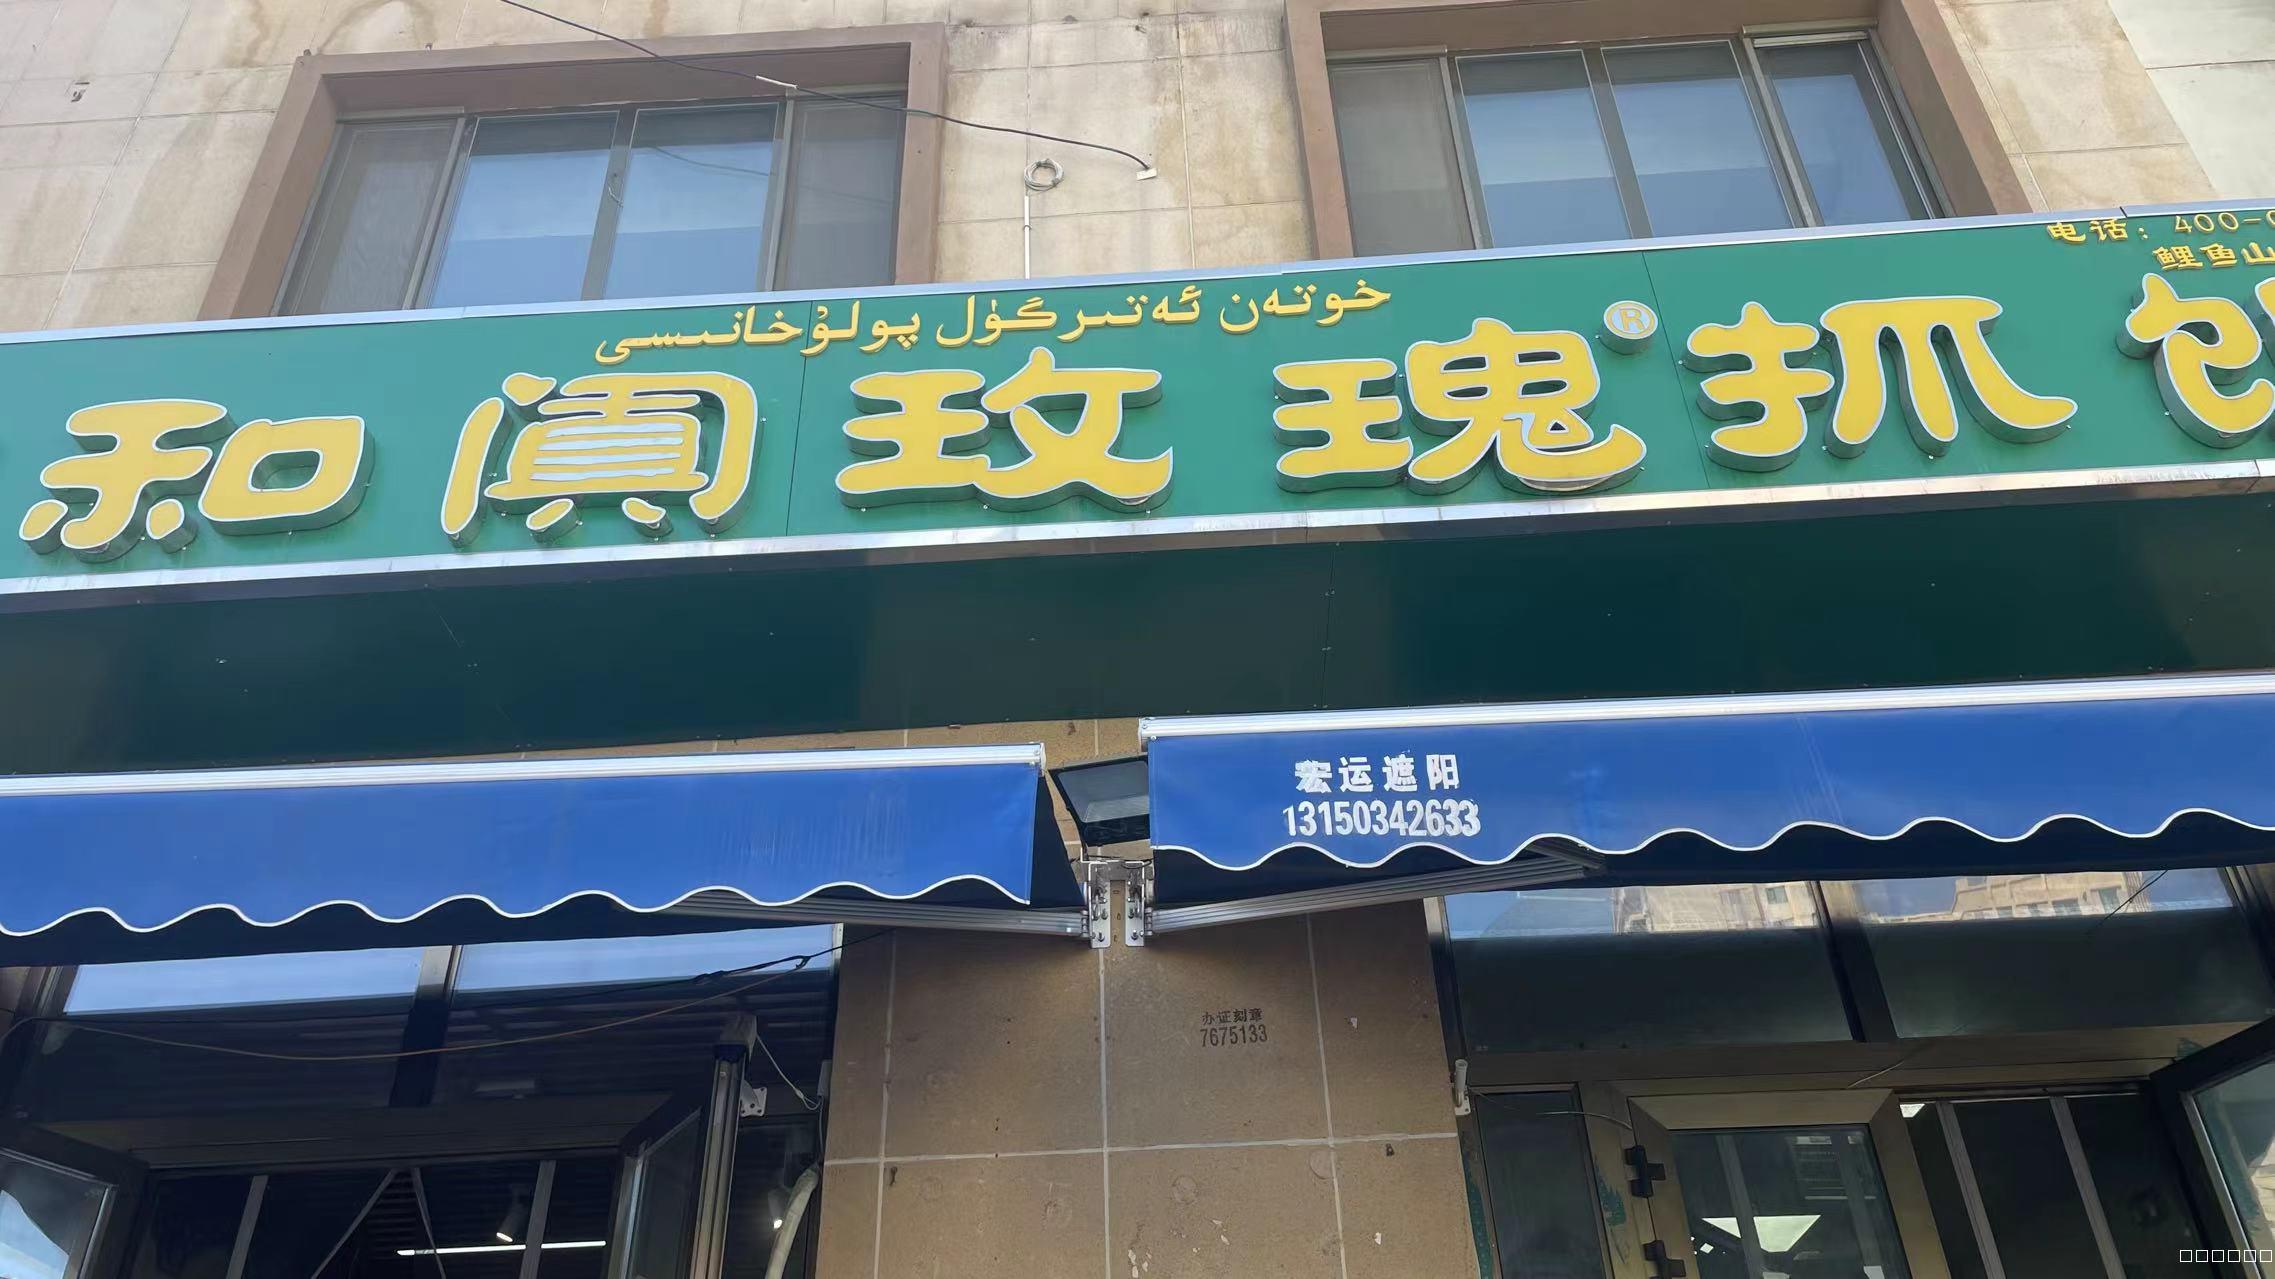 خوتەن ئەتىرگۈل پولۇخانىسى
电话：400-
鲤鱼山
和阗玫瑰®抓
宏运遮阳
13150342633
办证刻章
7675133